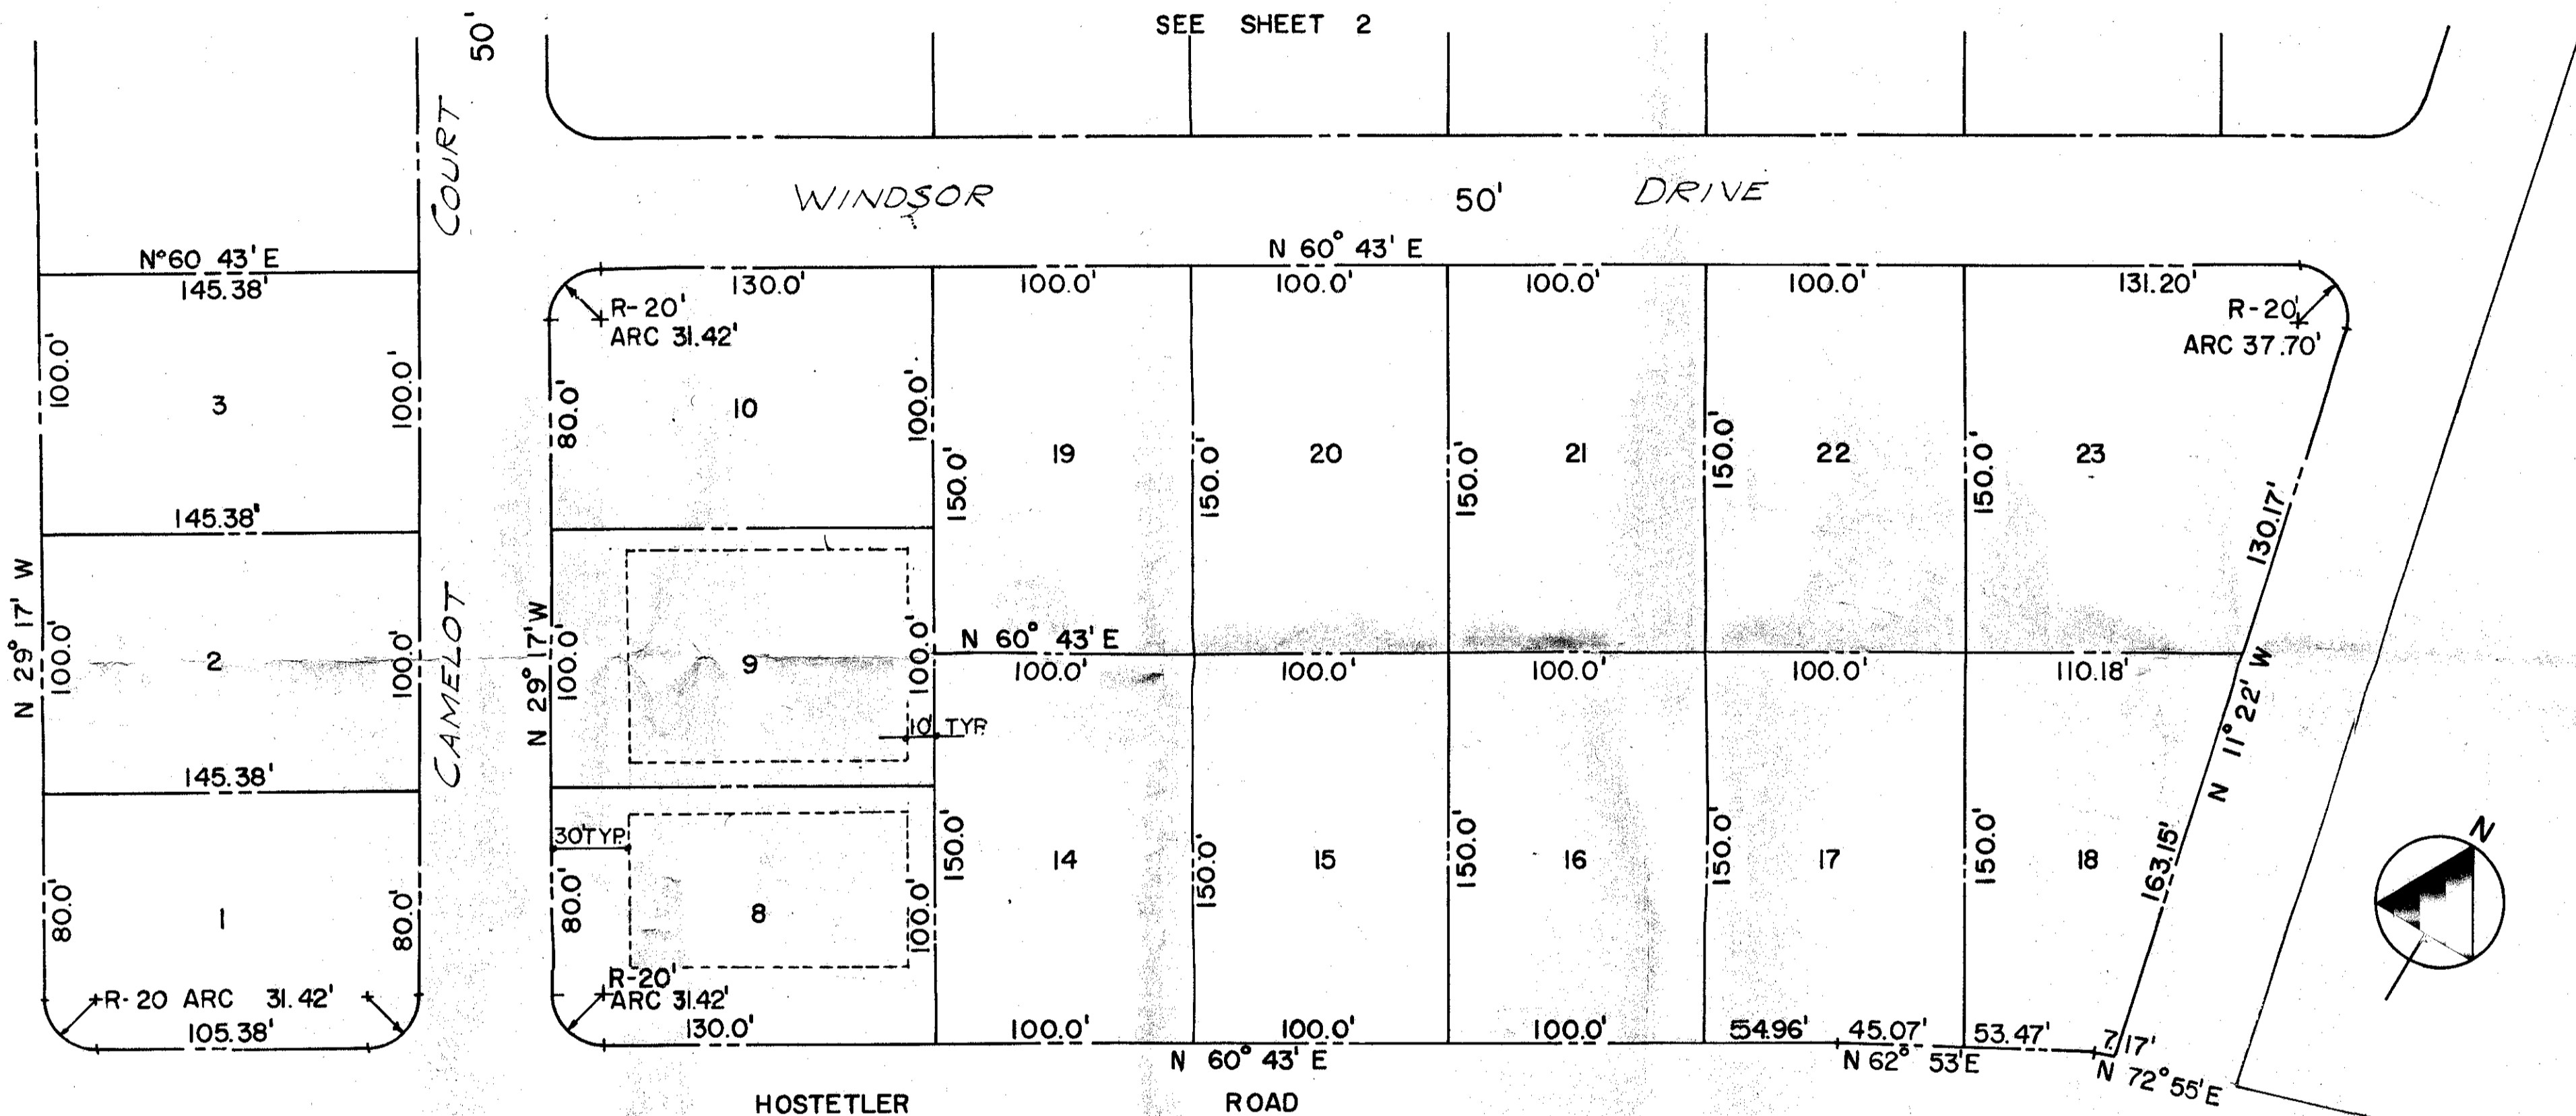 SEE SHEET 2
50'
COURT
WINDSOR 50' DRIVE
N°60 43' E
145.38'
N 60° 43' E
130.0' 100.0' 100.0' 100.0' 100.0' 131.20'
R-20'
ARC 31.42'
R-20'
ARC 37.70'
100.0' 3 100.0' 80.0' 10 100.0'
150.0' 19 150.0' 20 150.0' 21 150.0' 22 150.0' 23
130.17'
145.38'
N 29° 17' W
100.0' 2 100.0'
CAMELOT
N 29° 17' W
100.0' 9 100.0'
N 60° 43' E
100.0' 100.0' 100.0' 100.0' 110.18'
N 11° 22' W
10' TYP.
145.38'
30'TYP.
80.0' 1 80.0' 80.0' 8 100.0'
150.0' 14 150.0' 15 150.0' 16 150.0' 17 150.0' 18
163.15'
N
R-20 ARC 31.42'
105.38'
R-20'
ARC 31.42'
130.0' 100.0' 100.0' 100.0' 54.96' 45.07' 53.47' 7.17'
N 60° 43' E
N 62° 53'E
N 72° 55'E
HOSTETLER ROAD